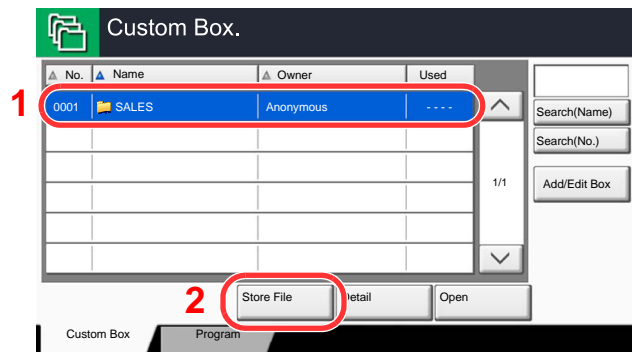 Custom Box.
No. Name Owner Used
1 0001 SALES Anonymous - - - -
Search(Name)
Search(No.)
1/1 Add/Edit Box
2 Store File Detail Open
Custom Box Program